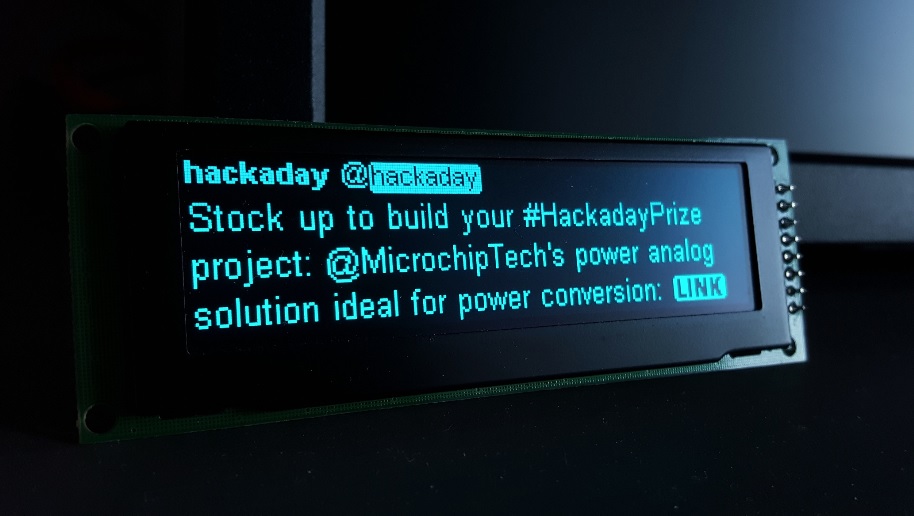 hackaday @hackaday
Stock up to build your #HackadayPrize
project: @MicrochipTech's power analog
solution ideal for power conversion: LINK